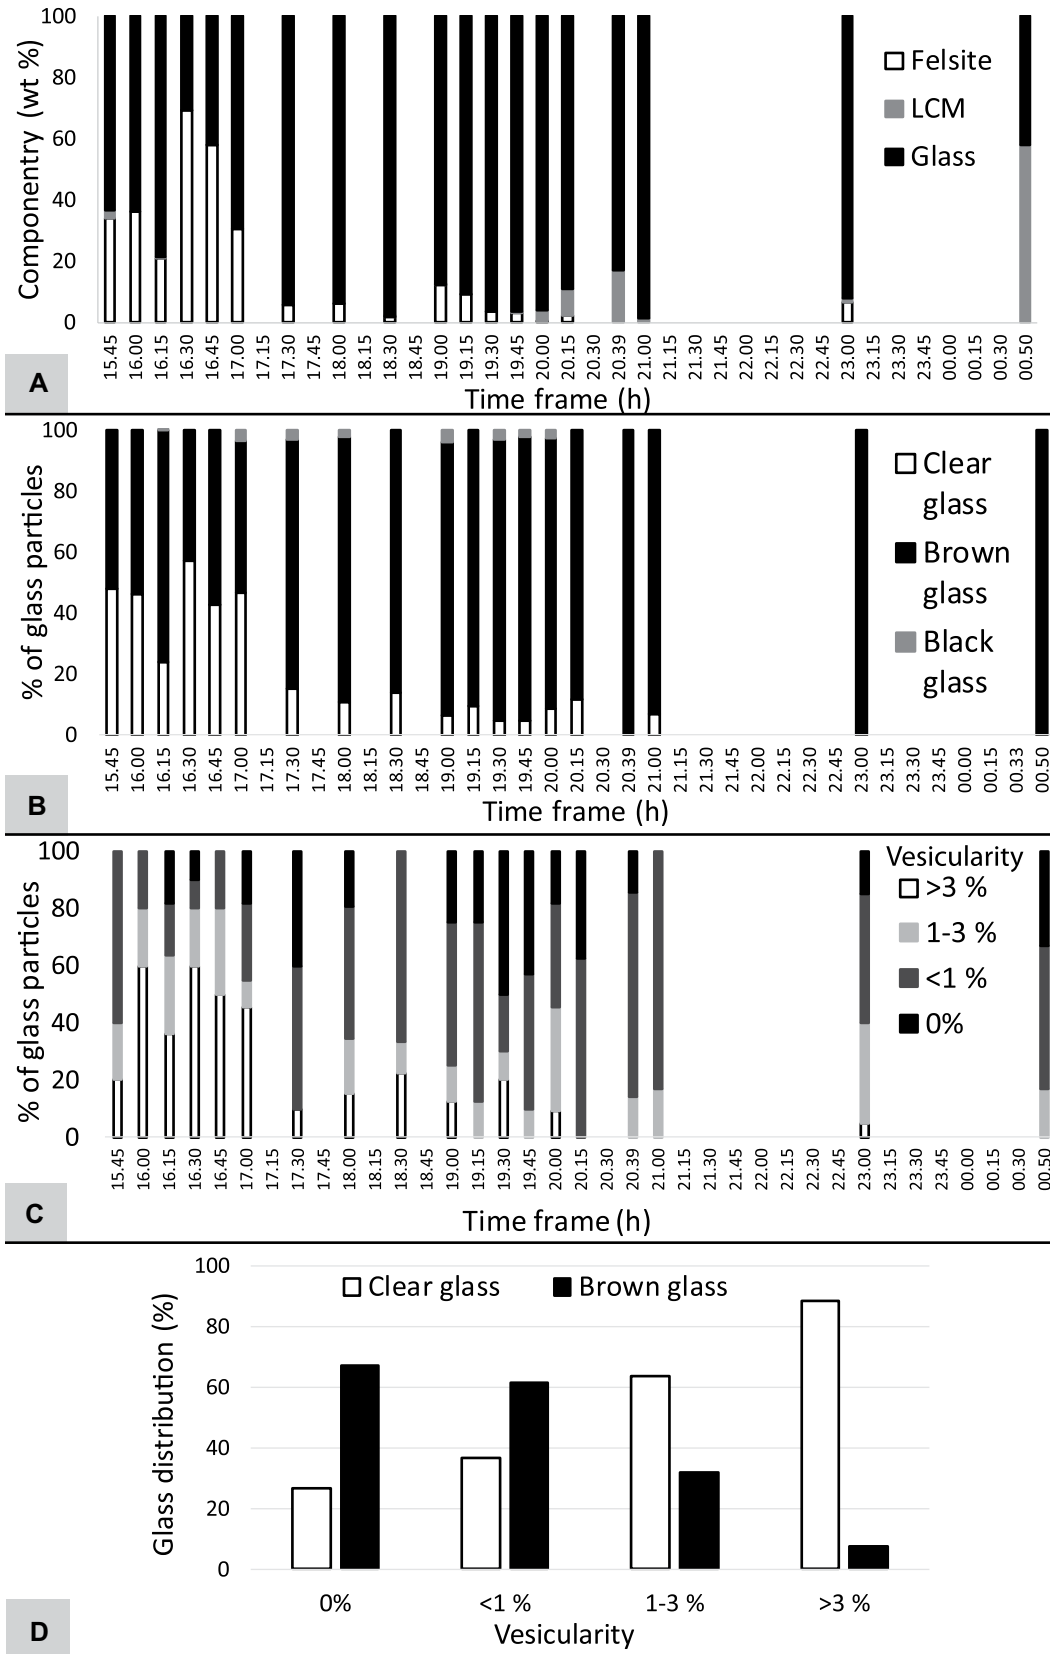 Componentry (wt %)
100
80
60
40
20
0
Felsite
LCM
Glass
15.45 16.00 16.15 16.30 16.45 17.00 17.15 17.30 17.45 18.00 18.15 18.30 18.45 19.00 19.15 19.30 19.45 20.00 20.15 20.30 20.39 21.00 21.15 21.30 21.45 22.00 22.15 22.30 22.45 23.00 23.15 23.30 23.45 00.00 00.15 00.30 00.50
Time frame (h)
A
% of glass particles
100
80
60
40
20
0
Clear
glass
Brown
glass
Black
glass
15.45 16.00 16.15 16.30 16.45 17.00 17.15 17.30 17.45 18.00 18.15 18.30 18.45 19.00 19.15 19.30 19.45 20.00 20.15 20.30 20.39 21.00 21.15 21.30 21.45 22.00 22.15 22.30 22.45 23.00 23.15 23.30 23.45 00.00 00.15 00.33 00.50
Time frame (h)
B
% of glass particles
100
80
60
40
20
0
Vesicularity
>3 %
1-3 %
<1 %
0%
15.45 16.00 16.15 16.30 16.45 17.00 17.15 17.30 17.45 18.00 18.15 18.30 18.45 19.00 19.15 19.30 19.45 20.00 20.15 20.30 20.39 21.00 21.15 21.30 21.45 22.00 22.15 22.30 22.45 23.00 23.15 23.30 23.45 00.00 00.15 00.30 00.50
Time frame (h)
C
Glass distribution (%)
100
80
60
40
20
0
Clear glass Brown glass
0% <1 % 1-3 % >3 %
Vesicularity
D